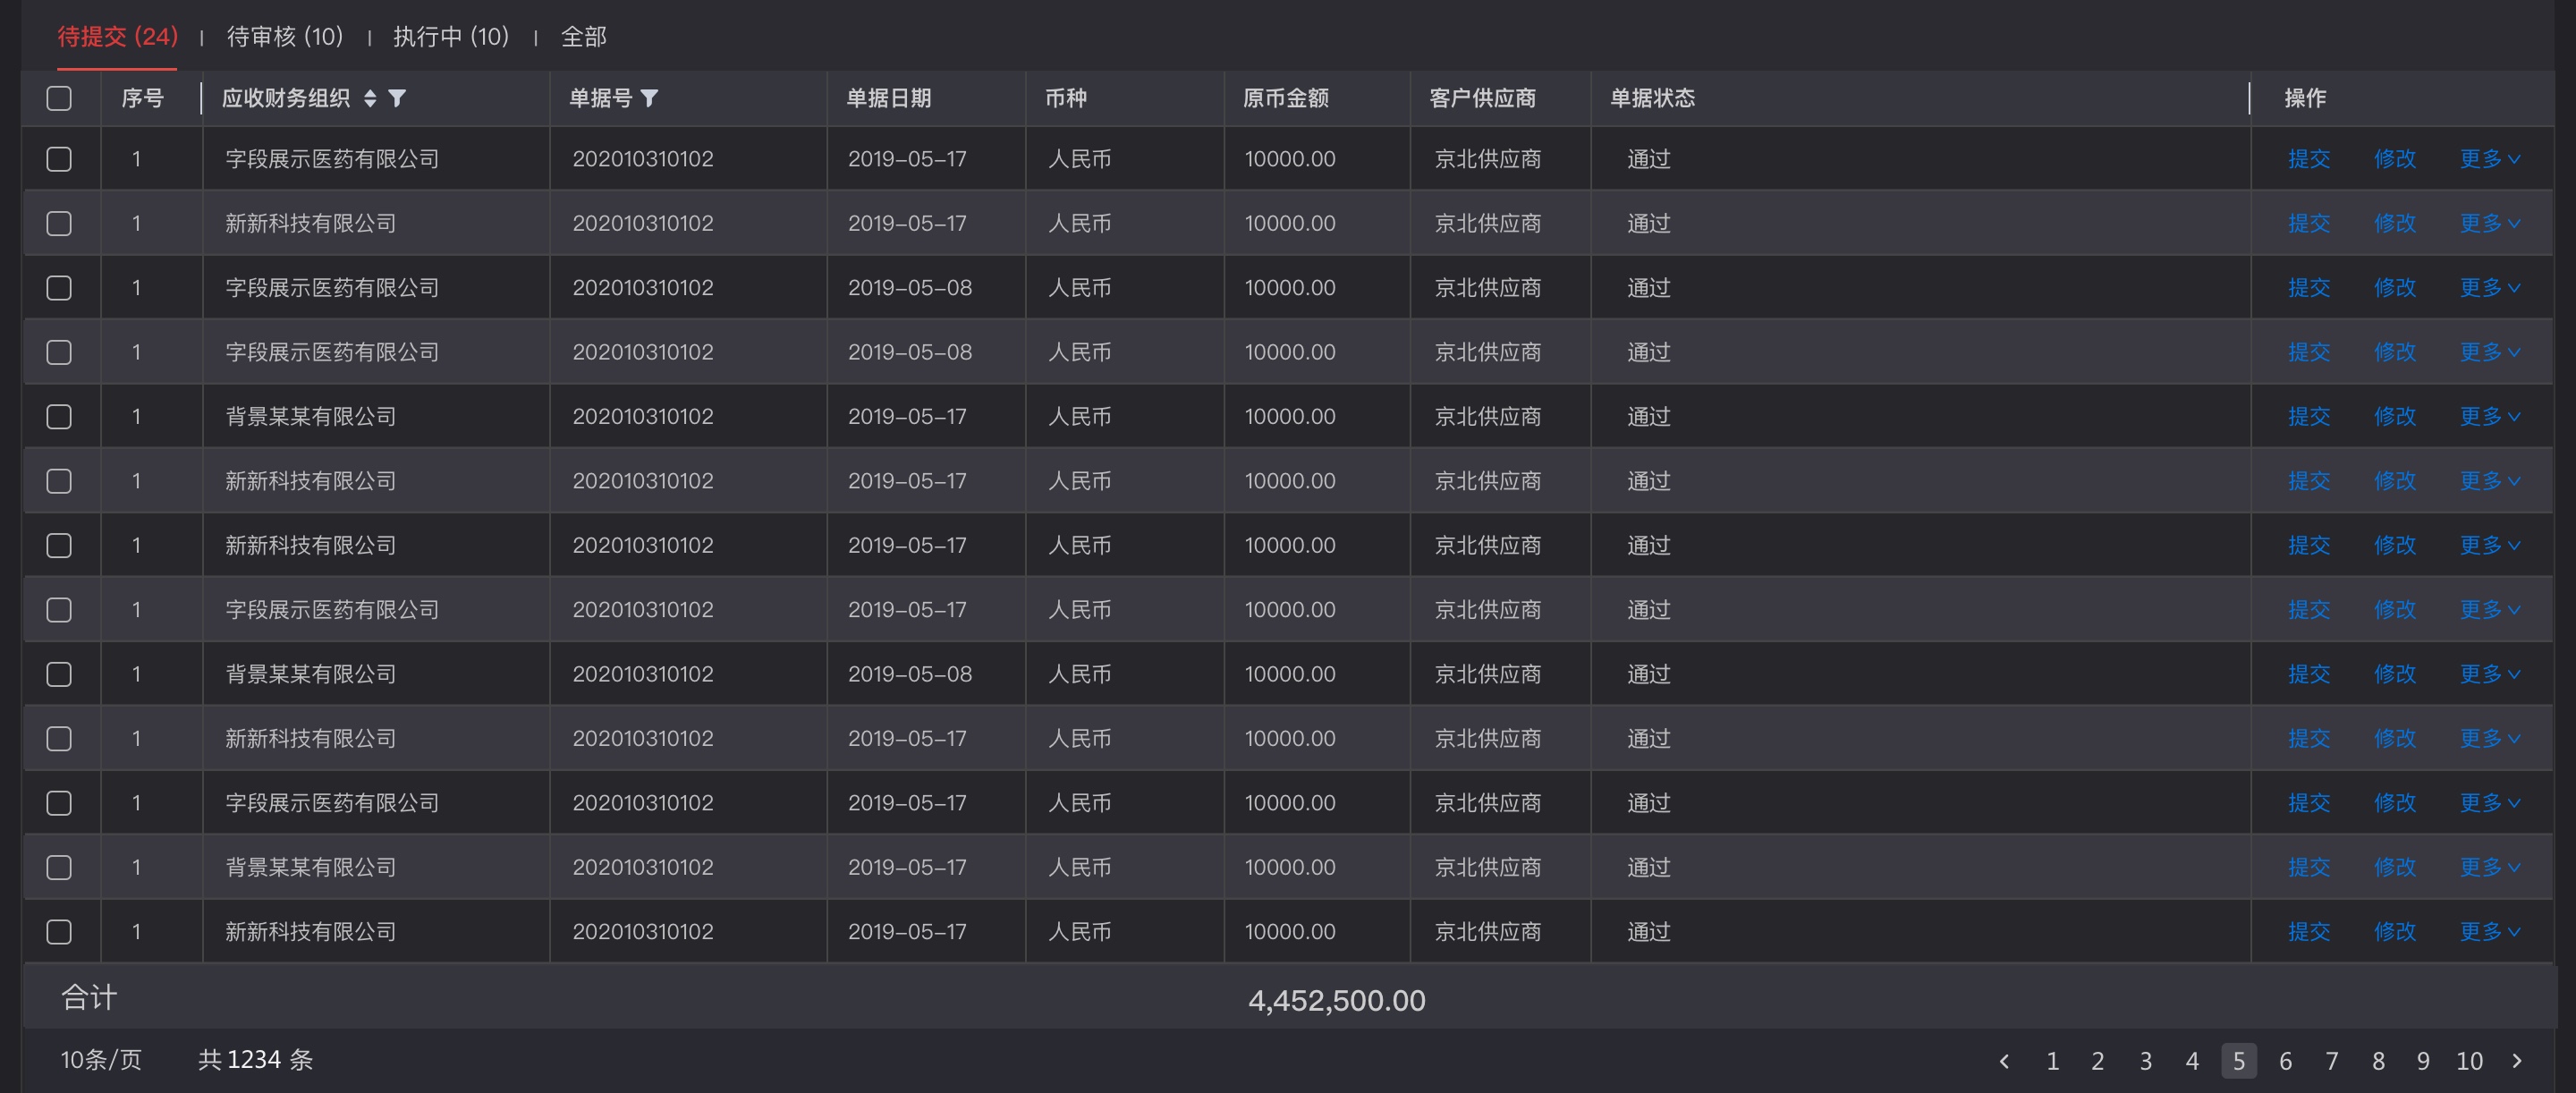 待提交 (24) | 待审核 (10) | 执行中 (10) | 全部
序号 应收财务组织 单据号 单据日期 币种 原币金额 客户供应商 单据状态 操作
1 字段展示医药有限公司 202010310102 2019-05-17 人民币 10000.00 京北供应商 通过 提交 修改 更多
1 新新科技有限公司 202010310102 2019-05-17 人民币 10000.00 京北供应商 通过 提交 修改 更多
1 字段展示医药有限公司 202010310102 2019-05-08 人民币 10000.00 京北供应商 通过 提交 修改 更多
1 字段展示医药有限公司 202010310102 2019-05-08 人民币 10000.00 京北供应商 通过 提交 修改 更多
1 背景某某有限公司 202010310102 2019-05-17 人民币 10000.00 京北供应商 通过 提交 修改 更多
1 新新科技有限公司 202010310102 2019-05-17 人民币 10000.00 京北供应商 通过 提交 修改 更多
1 新新科技有限公司 202010310102 2019-05-17 人民币 10000.00 京北供应商 通过 提交 修改 更多
1 字段展示医药有限公司 202010310102 2019-05-17 人民币 10000.00 京北供应商 通过 提交 修改 更多
1 背景某某有限公司 202010310102 2019-05-08 人民币 10000.00 京北供应商 通过 提交 修改 更多
1 新新科技有限公司 202010310102 2019-05-17 人民币 10000.00 京北供应商 通过 提交 修改 更多
1 字段展示医药有限公司 202010310102 2019-05-17 人民币 10000.00 京北供应商 通过 提交 修改 更多
1 背景某某有限公司 202010310102 2019-05-17 人民币 10000.00 京北供应商 通过 提交 修改 更多
1 新新科技有限公司 202010310102 2019-05-17 人民币 10000.00 京北供应商 通过 提交 修改 更多
合计 4,452,500.00
10条/页 共 1234 条 1 2 3 4 5 6 7 8 9 10